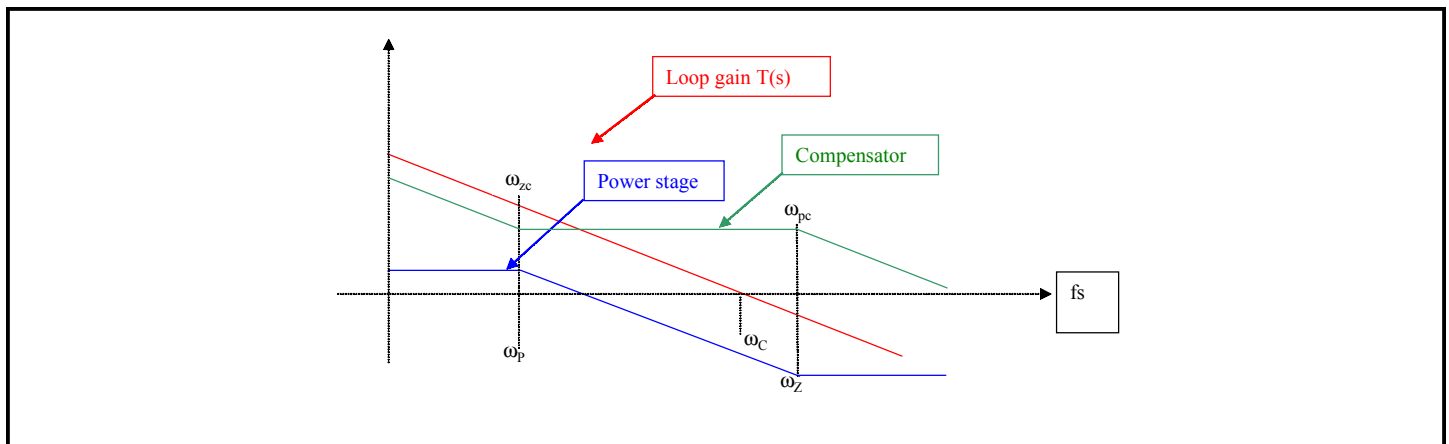 Loop gain T(s)
Compensator
Power stage
ωzc
ωpc
fs
ωC
ωP
ωZ